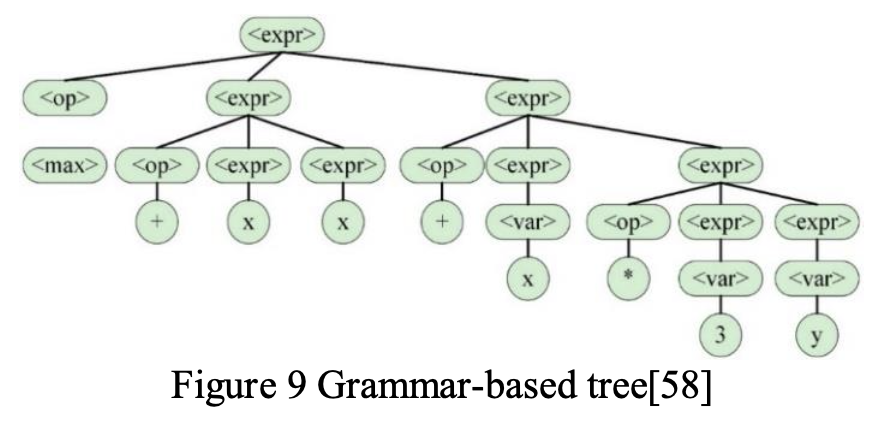 <expr>
<op> <expr> <expr>
<max> <op> <expr> <expr> <op> <expr> <expr>
+ x x + <var> <op> <expr> <expr>
x * <var> <var>
3 y
Figure 9 Grammar-based tree[58]